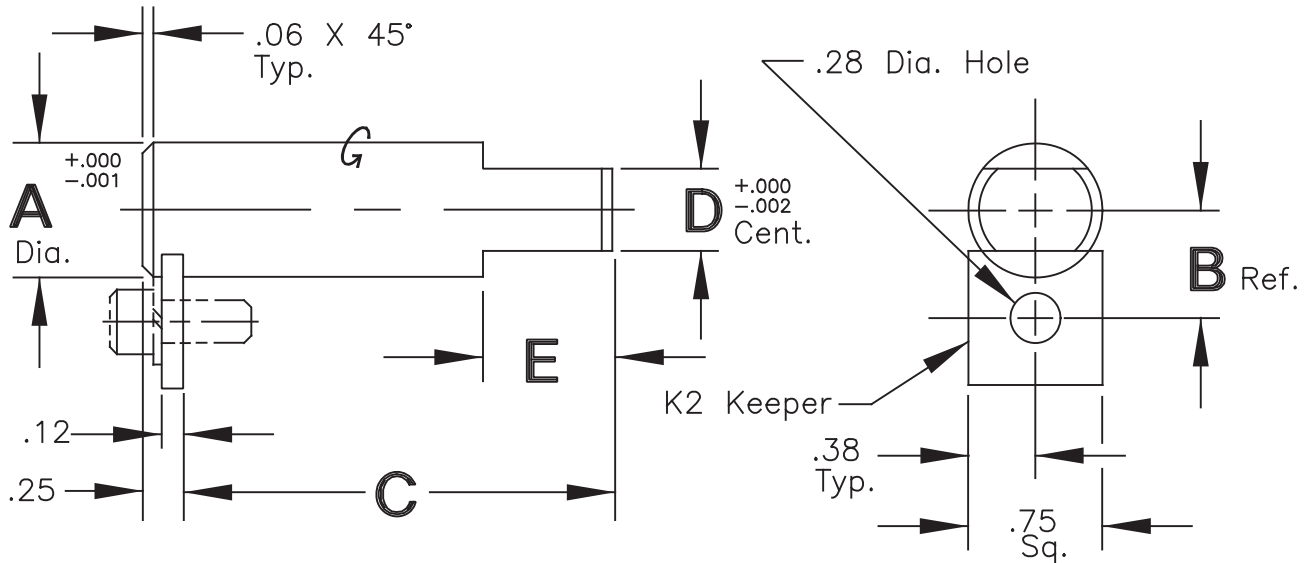 .06 X 45°
Typ.
.28 Dia. Hole
+.000
-.001
A
Dia.
G
D
+.000
-.002
Cent.
B Ref.
E
K2 Keeper
.12
.25
C
.38
Typ.
.75
Sq.